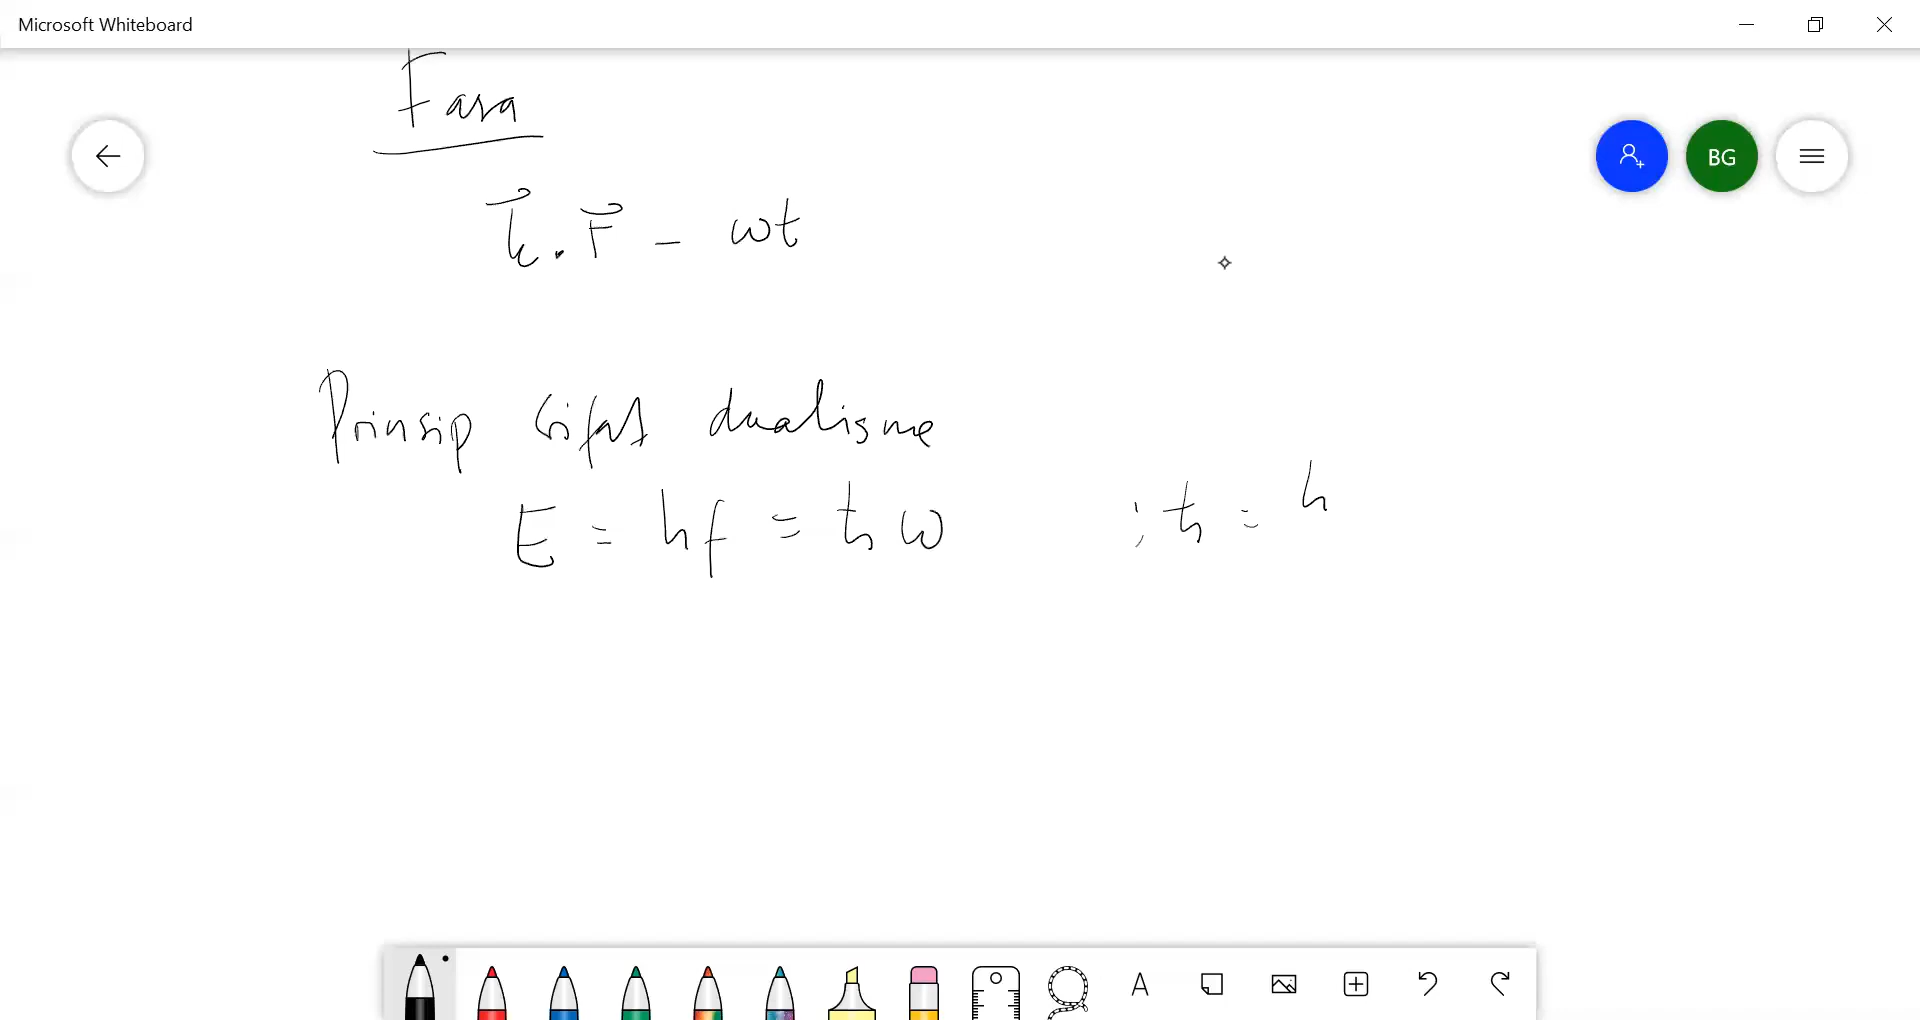 Microsoft Whiteboard
Fasa
BG
k⃗ . r⃗ - ωt
Prinsip sifat dualisme
E = hf = ħω ; ħ = h
A